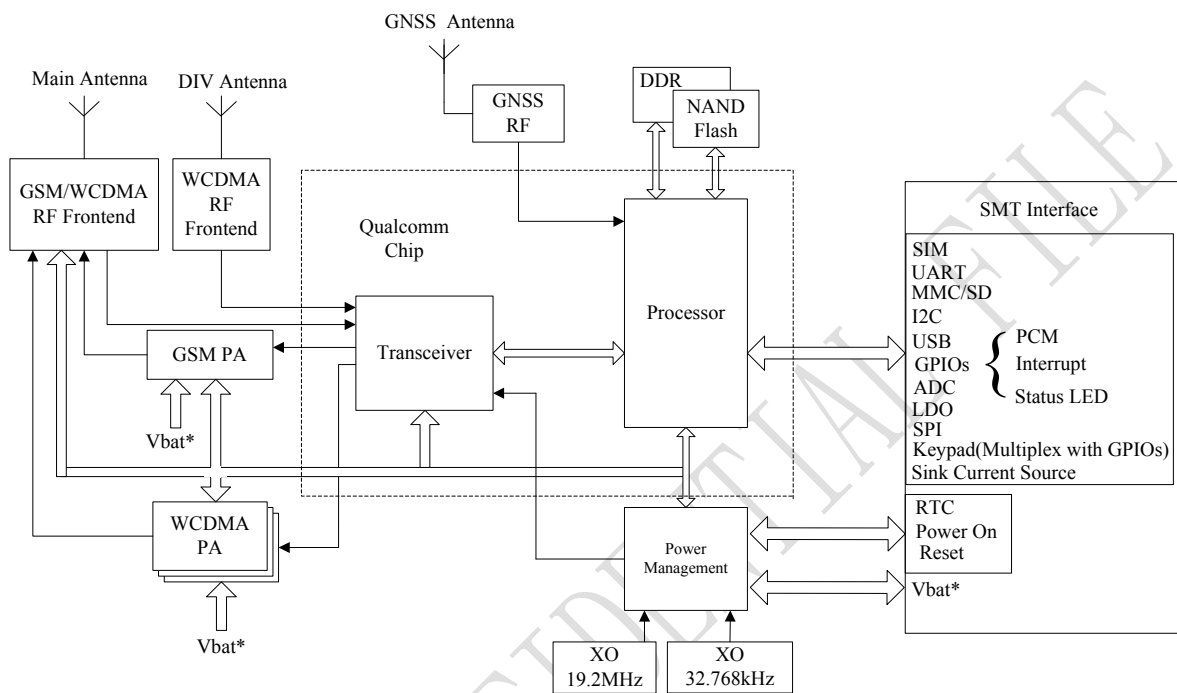 GNSS Antenna
Main Antenna
DIV Antenna
GNSS
RF
DDR
NAND
Flash
GSM/WCDMA
RF Frontend
WCDMA
RF
Frontend
Qualcomm
Chip
Transceiver
Processor
GSM PA
Vbat*
WCDMA
PA
Vbat*
Power
Management
XO
19.2MHz
XO
32.768kHz
SMT Interface
SIM
UART
MMC/SD
I2C
USB
GPIOs
{
PCM
Interrupt
Status LED
ADC
LDO
SPI
Keypad(Multiplex with GPIOs)
Sink Current Source
RTC
Power On
Reset
Vbat*
FILE